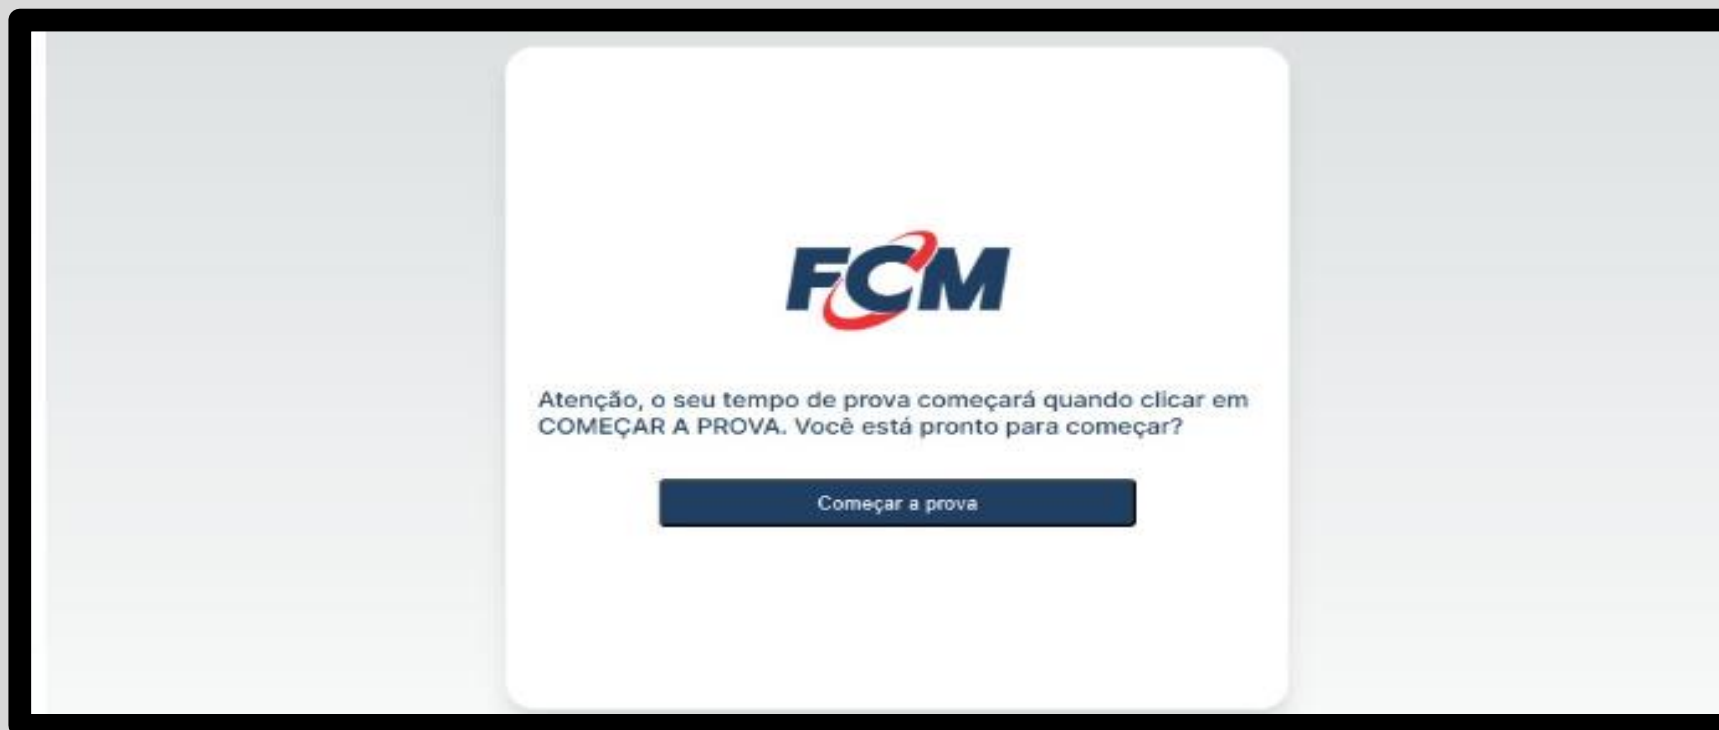 FCM
Atenção, o seu tempo de prova começará quando clicar em
COMEÇAR A PROVA. Você está pronto para começar?
Começar a prova